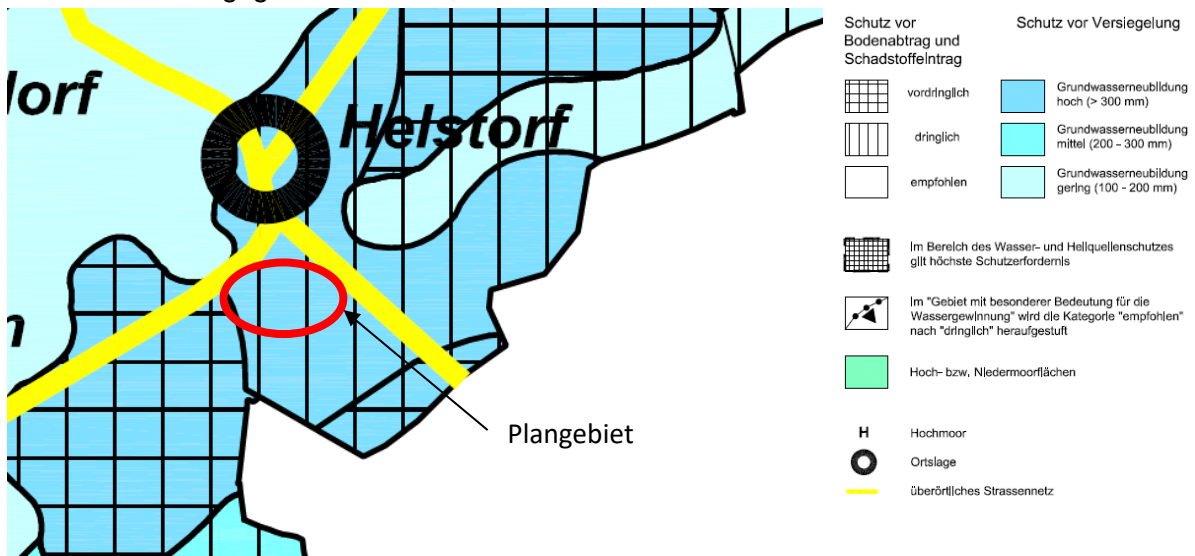 dorf
Helstorf
n
Plangebiet
Schutz vor
Bodenabtrag und
Schadstoffeintrag
Schutz vor Versiegelung
vordringlich
Grundwasserneubildung
hoch (> 300 mm)
dringlich
Grundwasserneubildung
mittel (200 - 300 mm)
empfohlen
Grundwasserneubildung
gering (100 - 200 mm)
Im Bereich des Wasser- und Heilquellenschutzes
gilt höchste Schutzerfordernis
Im "Gebiet mit besonderer Bedeutung für die
Wassergewinnung" wird die Kategorie "empfohlen"
nach "dringlich" heraufgestuft
Hoch- bzw. Niedermoorflächen
H Hochmoor
Ortslage
überörtliches Strassennetz